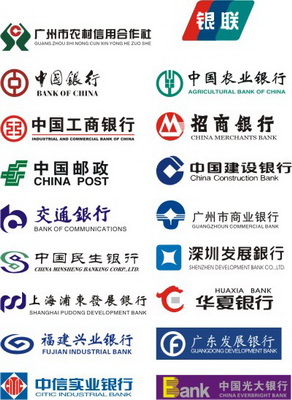 广州市农村信用合作社
GUANG ZHOU SHI NONG CUN XIN YONG HE ZUO SHE
银联
中国銀行
BANK OF CHINA
中国农业银行
AGRICULTURAL BANK OF CHINA
中国工商银行
INDUSTRIAL AND COMMERCIAL BANK OF CHINA
招商银行
CHINA MERCHANTS BANK
中国邮政
CHINA POST
中国建设银行
China Construction Bank
交通銀行
BANK OF COMMUNICATIONS
广州市商业银行
GUANGZHOU COMMERCIAL BANK
中国民生银行
CHINA MINSHENG BANKING CORP. LTD.
深圳发展银行
SHENZHEN DEVELOPMENT BANK CO., LTD.
上海浦東發展银行
SHANGHAI PUDONG DEVELOPMENT BANK
HUAXIA BANK
华夏银行
福建兴业银行
FUJIAN INDUSTRIAL BANK
广东发展银行
GUANGDONG DEVELOPMENT BANK
中信实业银行
CITIC INDUSTRIAL BANK
Bank
中国光大银行
CHINA EVERBRIGHT BANK